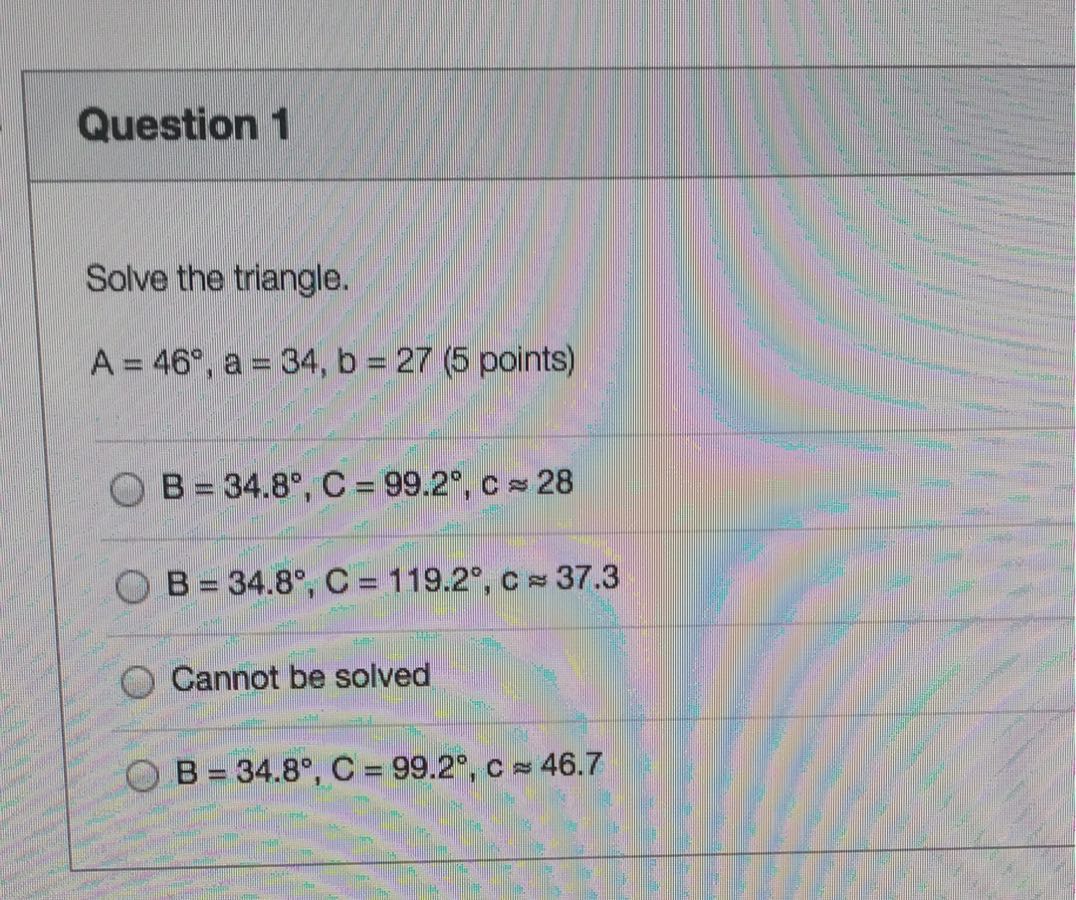 Question 1
Solve the triangle.
A = 46°, a = 34, b = 27 (5 points)
B = 34.8°, C = 99.2°, c ≈ 28
B = 34.8°, C = 119.2°, c ≈ 37.3
Cannot be solved
B = 34.8°, C = 99.2°, c ≈ 46.7